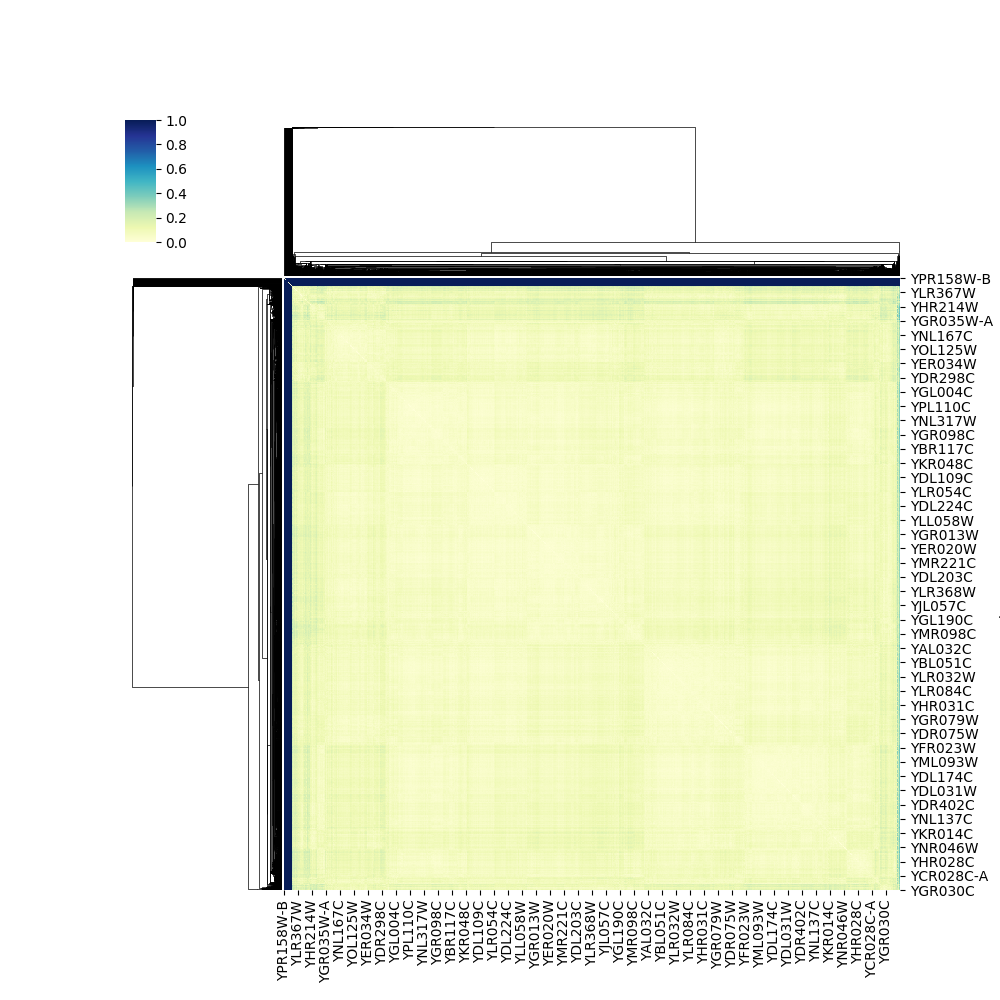 1.0
0.8
0.6
0.4
0.2
0.0
YPR158W-B
YLR367W
YHR214W
YGR035W-A
YNL167C
YOL125W
YER034W
YDR298C
YGL004C
YPL110C
YNL317W
YGR098C
YBR117C
YKR048C
YDL109C
YLR054C
YDL224C
YLL058W
YGR013W
YER020W
YMR221C
YDL203C
YLR368W
YJL057C
YGL190C
YMR098C
YAL032C
YBL051C
YLR032W
YLR084C
YHR031C
YGR079W
YDR075W
YFR023W
YML093W
YDL174C
YDL031W
YDR402C
YNL137C
YKR014C
YNR046W
YHR028C
YCR028C-A
YGR030C
YPR158W-B
YLR367W
YHR214W
YGR035W-A
YNL167C
YOL125W
YER034W
YDR298C
YGL004C
YPL110C
YNL317W
YGR098C
YBR117C
YKR048C
YDL109C
YLR054C
YDL224C
YLL058W
YGR013W
YER020W
YMR221C
YDL203C
YLR368W
YJL057C
YGL190C
YMR098C
YAL032C
YBL051C
YLR032W
YLR084C
YHR031C
YGR079W
YDR075W
YFR023W
YML093W
YDL174C
YDL031W
YDR402C
YNL137C
YKR014C
YNR046W
YHR028C
YCR028C-A
YGR030C